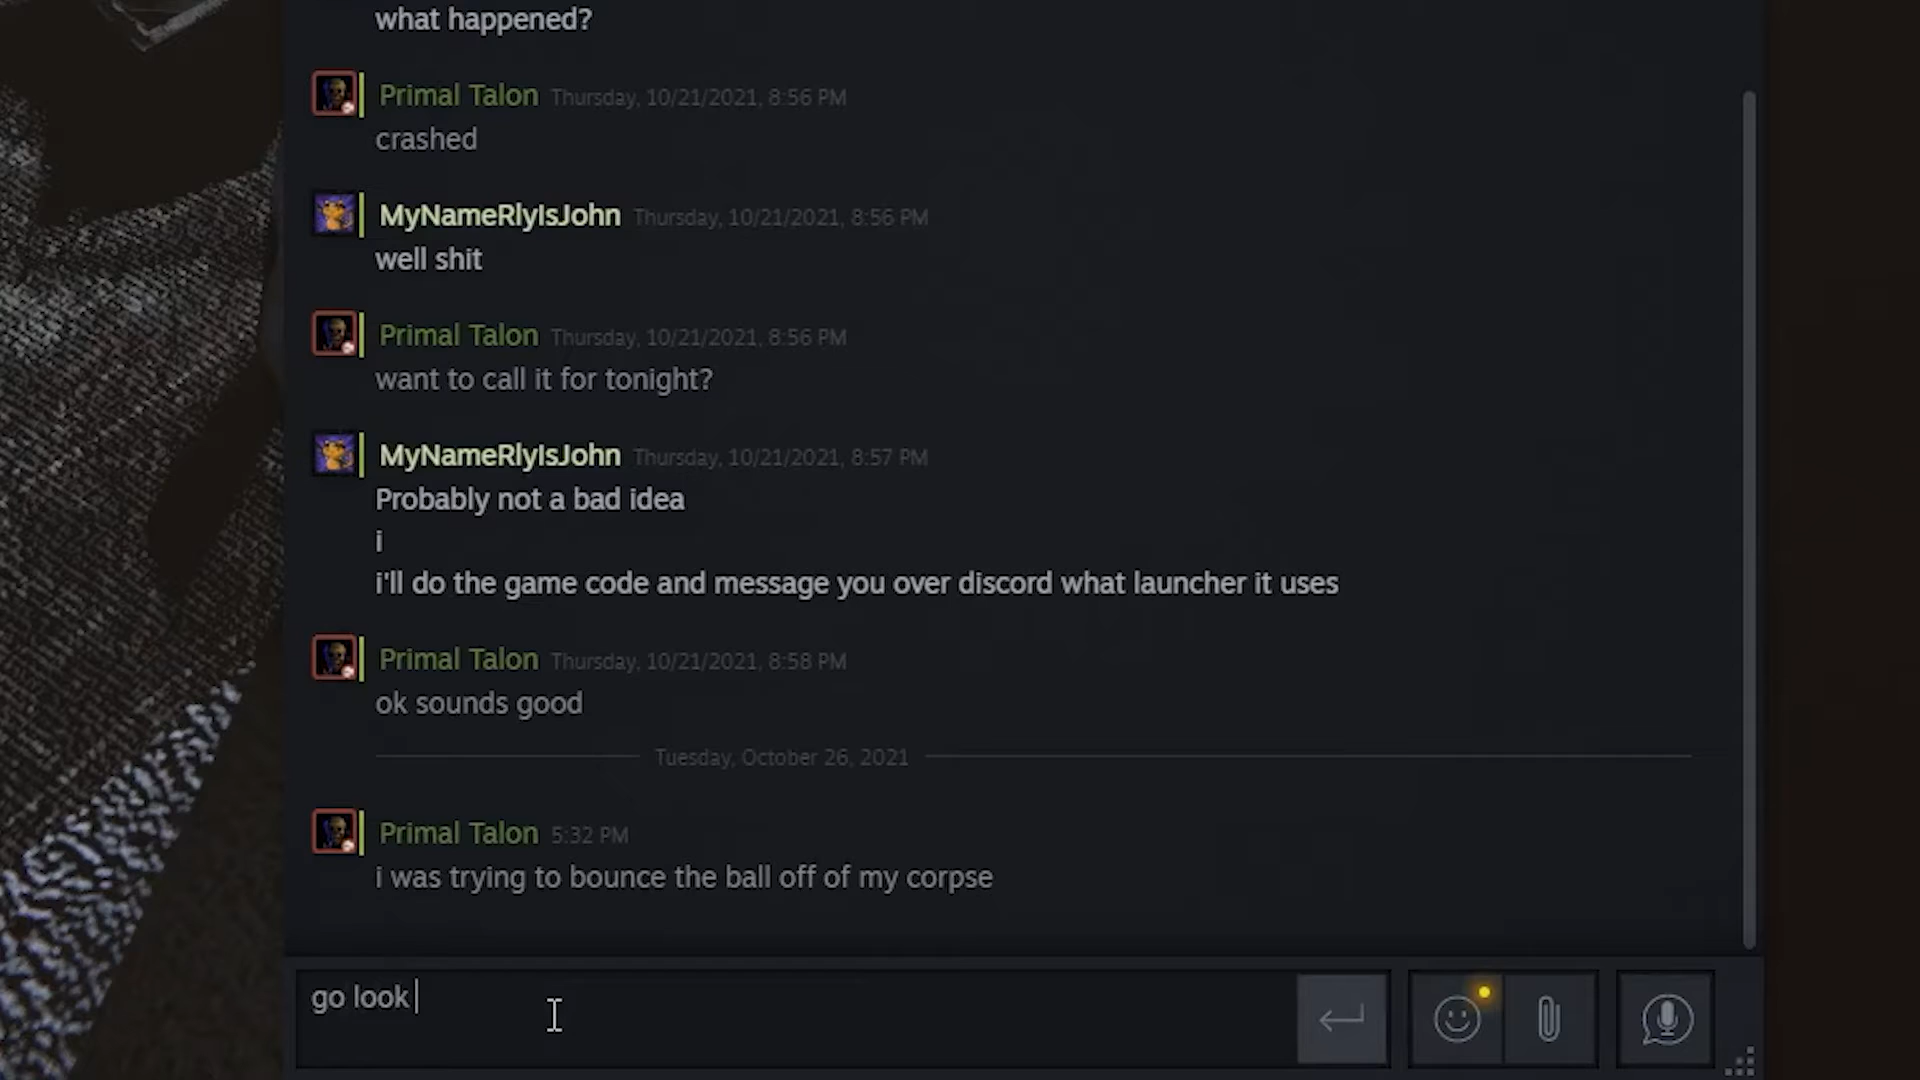 what happened?
Primal Talon Thursday, 10/21/2021, 8:56 PM
crashed
MyNameRlyIsJohn Thursday, 10/21/2021, 8:56 PM
well shit
Primal Talon Thursday, 10/21/2021, 8:56 PM
want to call it for tonight?
MyNameRlyIsJohn Thursday, 10/21/2021, 8:57 PM
Probably not a bad idea
i
i'll do the game code and message you over discord what launcher it uses
Primal Talon Thursday, 10/21/2021, 8:58 PM
ok sounds good
Tuesday, October 26, 2021
Primal Talon 5:32 PM
i was trying to bounce the ball off of my corpse
go look